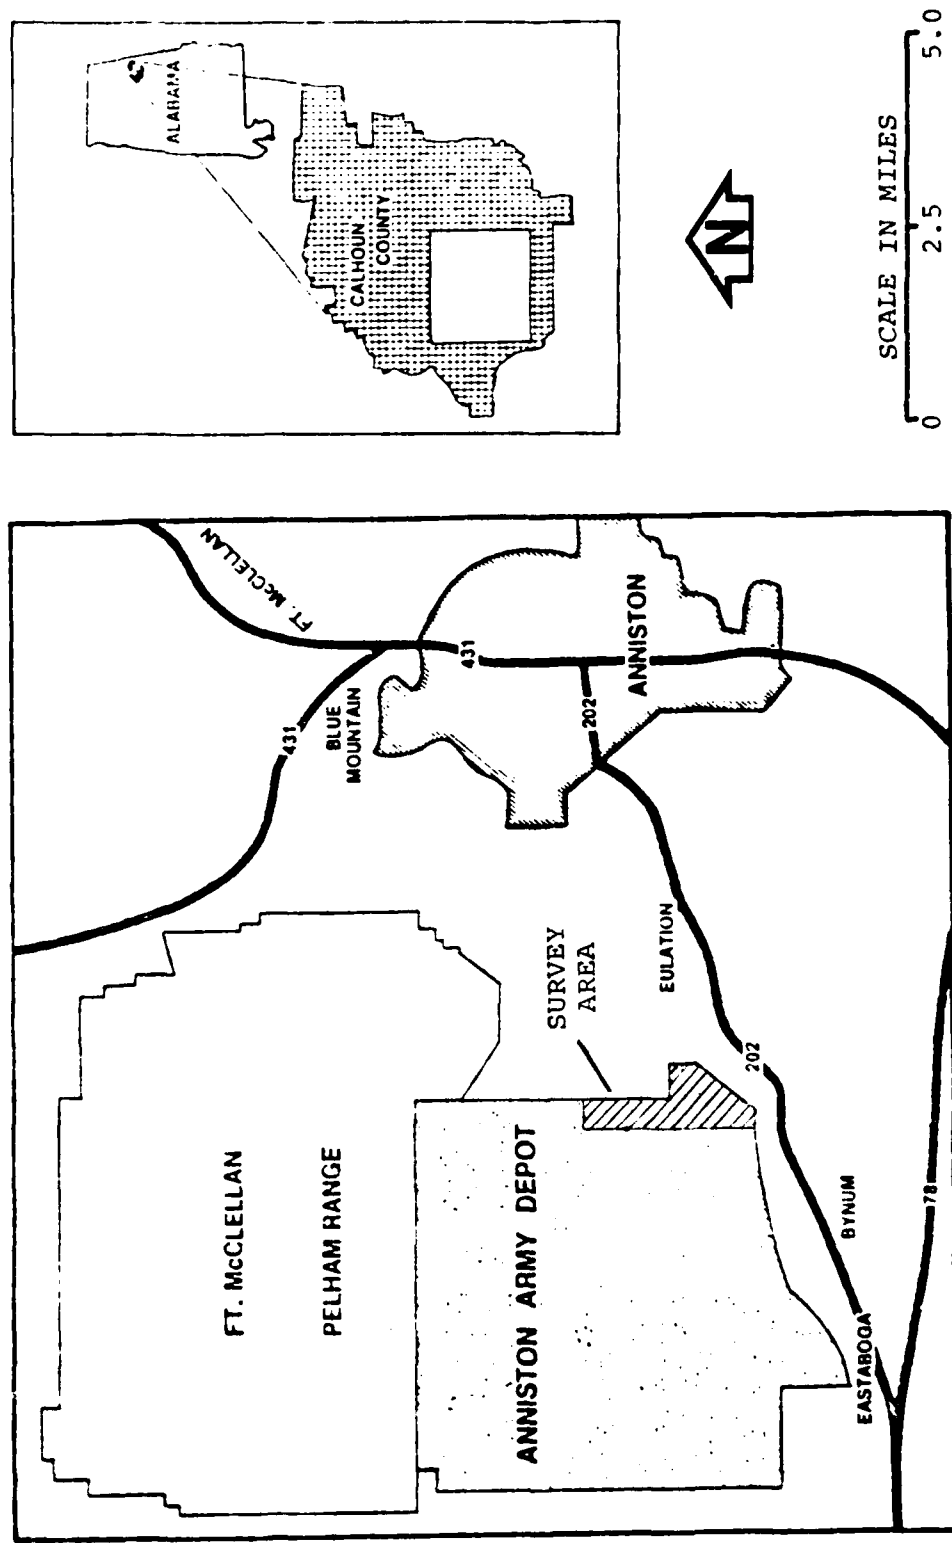 ALABAMA
CALHOUN
COUNTY
N
SCALE IN MILES
0 2.5 5.0
FT. McCLELLAN
PELHAM RANGE
ANNISTON ARMY DEPOT
SURVEY
AREA
431
BLUE
MOUNTAIN
FT. McCLELLAN
431
ANNISTON
202
EULATION
202
BYNUM
EASTABOGA
78